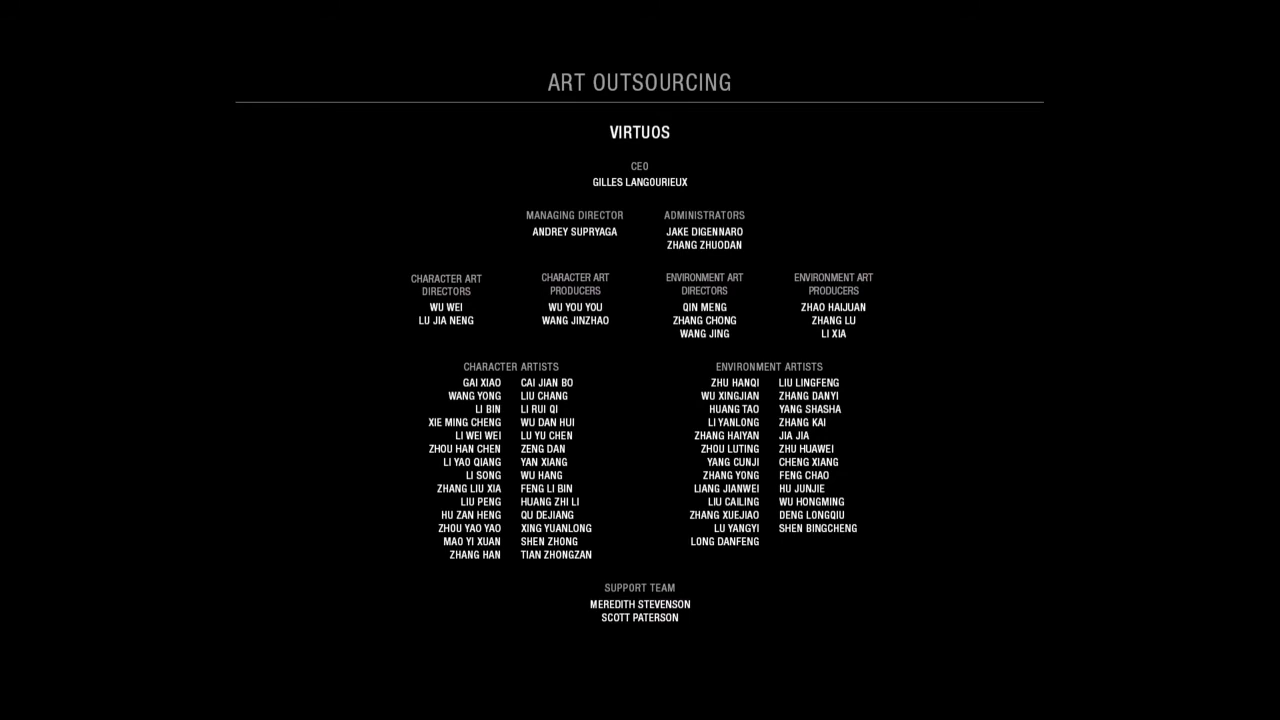 ART OUTSOURCING
VIRTUOS
CEO
GILLES LANGOURIEUX
MANAGING DIRECTOR
ANDREY SUPRYAGA
ADMINISTRATORS
JAKE DIGENNARO
ZHANG ZHUODAN
CHARACTER ART
DIRECTORS
WU WEI
LU JIA NENG
CHARACTER ART
PRODUCERS
WU YOU YOU
WANG JINZHAO
ENVIRONMENT ART
DIRECTORS
QIN MENG
ZHANG CHONG
WANG JING
ENVIRONMENT ART
PRODUCERS
ZHAO HAIJUAN
ZHANG LU
LI XIA
CHARACTER ARTISTS
GAI XIAO CAI JIAN BO
WANG YONG LIU CHANG
LI BIN LI RUI QI
XIE MING CHENG WU DAN HUI
LI WEI WEI LU YU CHEN
ZHOU HAN CHEN ZENG DAN
LI YAO QIANG YAN XIANG
LI SONG WU HANG
ZHANG LIU XIA FENG LI BIN
LIU PENG HUANG ZHI LI
HU ZAN HENG QU DEJIANG
ZHOU YAO YAO XING YUANLONG
MAO YI XUAN SHEN ZHONG
ZHANG HAN TIAN ZHONGZAN
ENVIRONMENT ARTISTS
ZHU HANQI LIU LINGFENG
WU XINGJIAN ZHANG DANYI
HUANG TAO YANG SHASHA
LI YANLONG ZHANG KAI
ZHANG HAIYAN JIA JIA
ZHOU LUTING ZHU HUAWEI
YANG CUNJI CHENG XIANG
ZHANG YONG FENG CHAO
LIANG JIANWEI HU JUNJIE
LIU CAILING WU HONGMING
ZHANG XUEJIAO DENG LONGQIU
LU YANGYI SHEN BINGCHENG
LONG DANFENG
SUPPORT TEAM
MEREDITH STEVENSON
SCOTT PATERSON